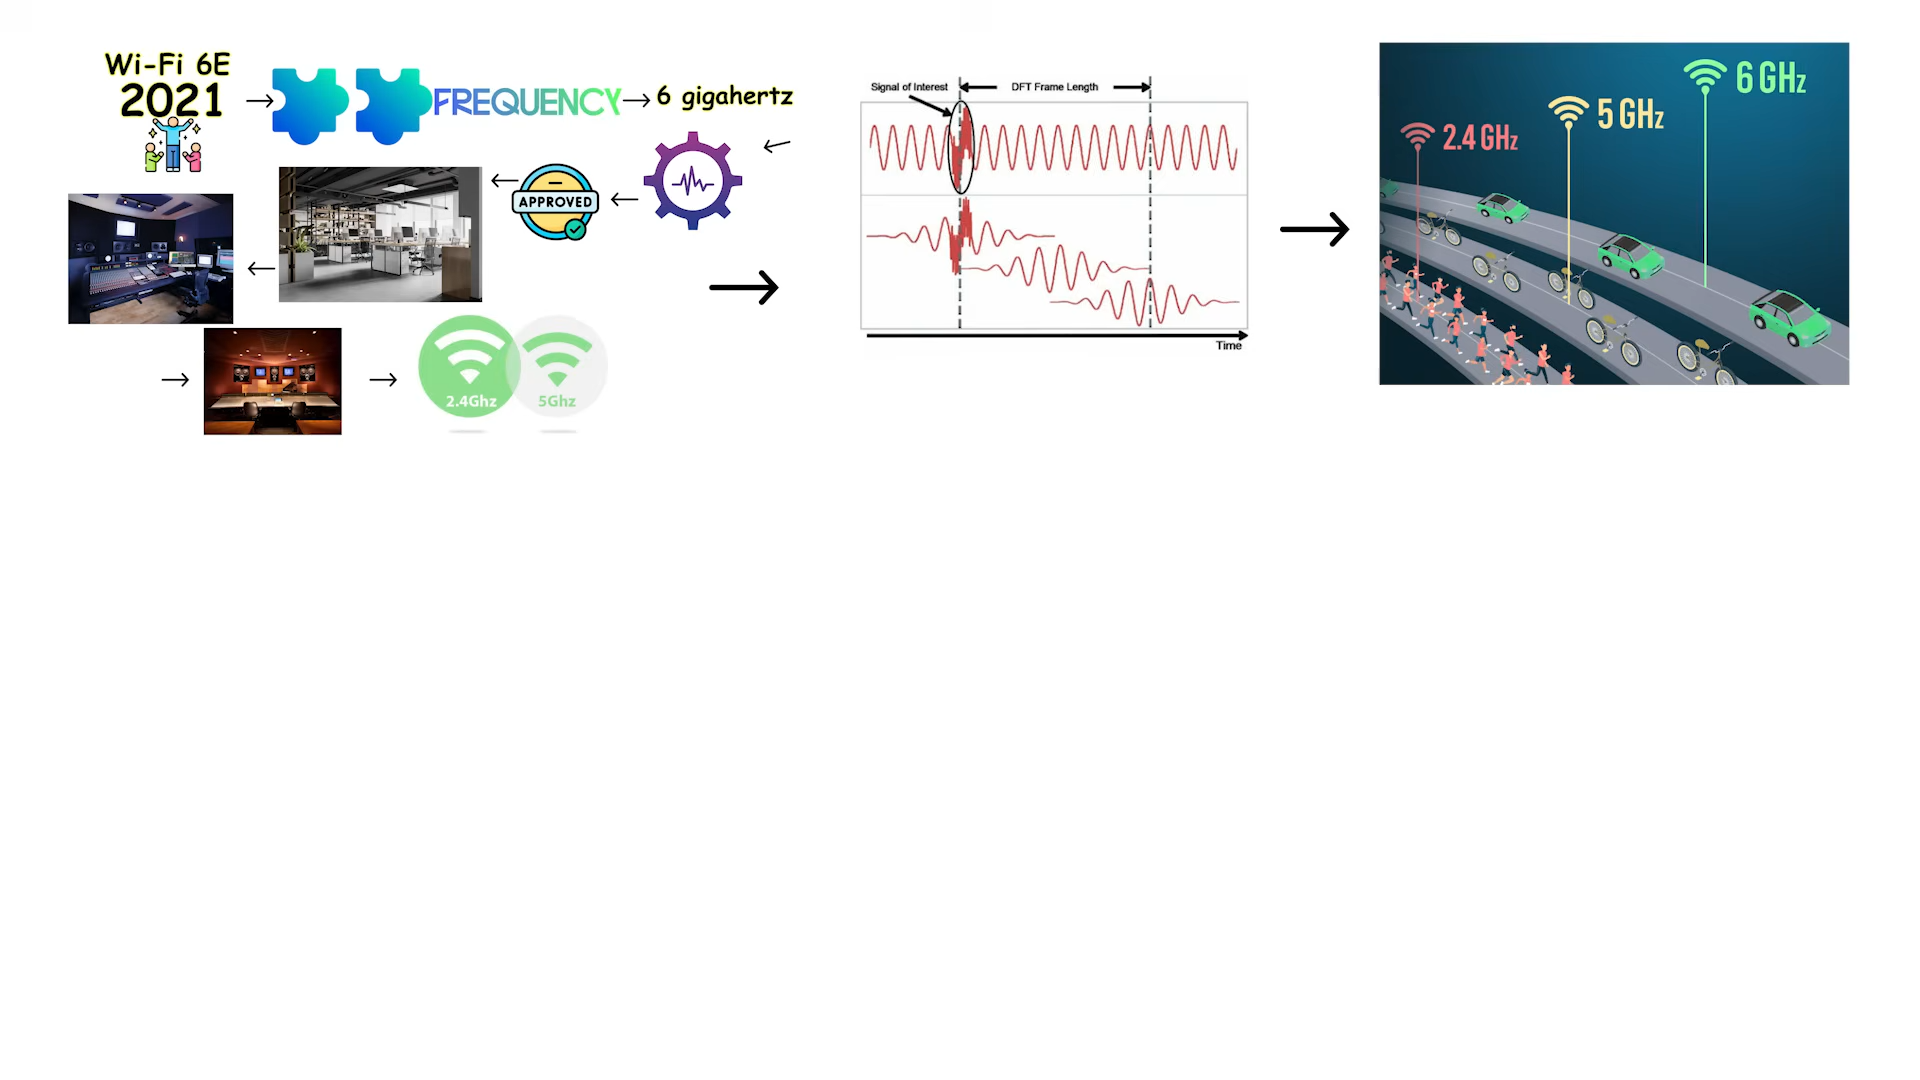 Wi-Fi 6E
2021
FREQUENCY
6 gigahertz
APPROVED
2.4Ghz
5Ghz
Signal of Interest
DFT Frame Length
Time
2.4 GHz
5 GHz
6 GHz